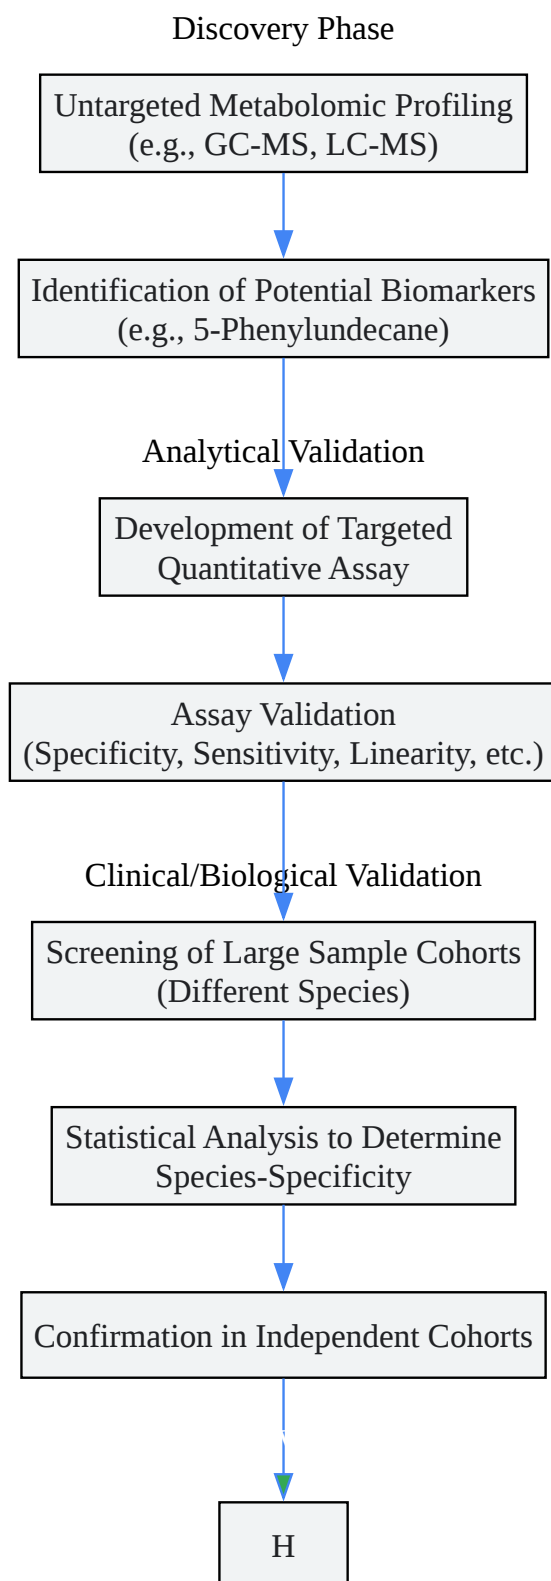 Discovery Phase
Untargeted Metabolomic Profiling
(e.g., GC-MS, LC-MS)
Identification of Potential Biomarkers
(e.g., 5-Phenylundecane)
Analytical Validation
Development of Targeted
Quantitative Assay
Assay Validation
(Specificity, Sensitivity, Linearity, etc.)
Clinical/Biological Validation
Screening of Large Sample Cohorts
(Different Species)
Statistical Analysis to Determine
Species-Specificity
Confirmation in Independent Cohorts
H